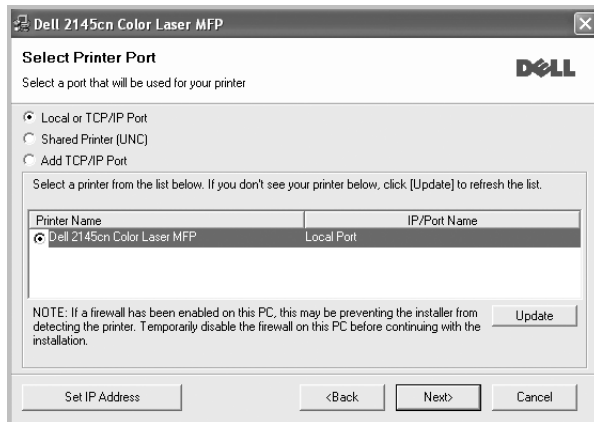 Dell 2145cn Color Laser MFP
Select Printer Port
Select a port that will be used for your printer
DELL
Local or TCP/IP Port
Shared Printer (UNC)
Add TCP/IP Port
Select a printer from the list below. If you don't see your printer below, click [Update] to refresh the list.
Printer Name IP/Port Name
Dell 2145cn Color Laser MFP Local Port
NOTE: If a firewall has been enabled on this PC, this may be preventing the installer from
detecting the printer. Temporarily disable the firewall on this PC before continuing with the
installation.
Update
Set IP Address <Back Next> Cancel